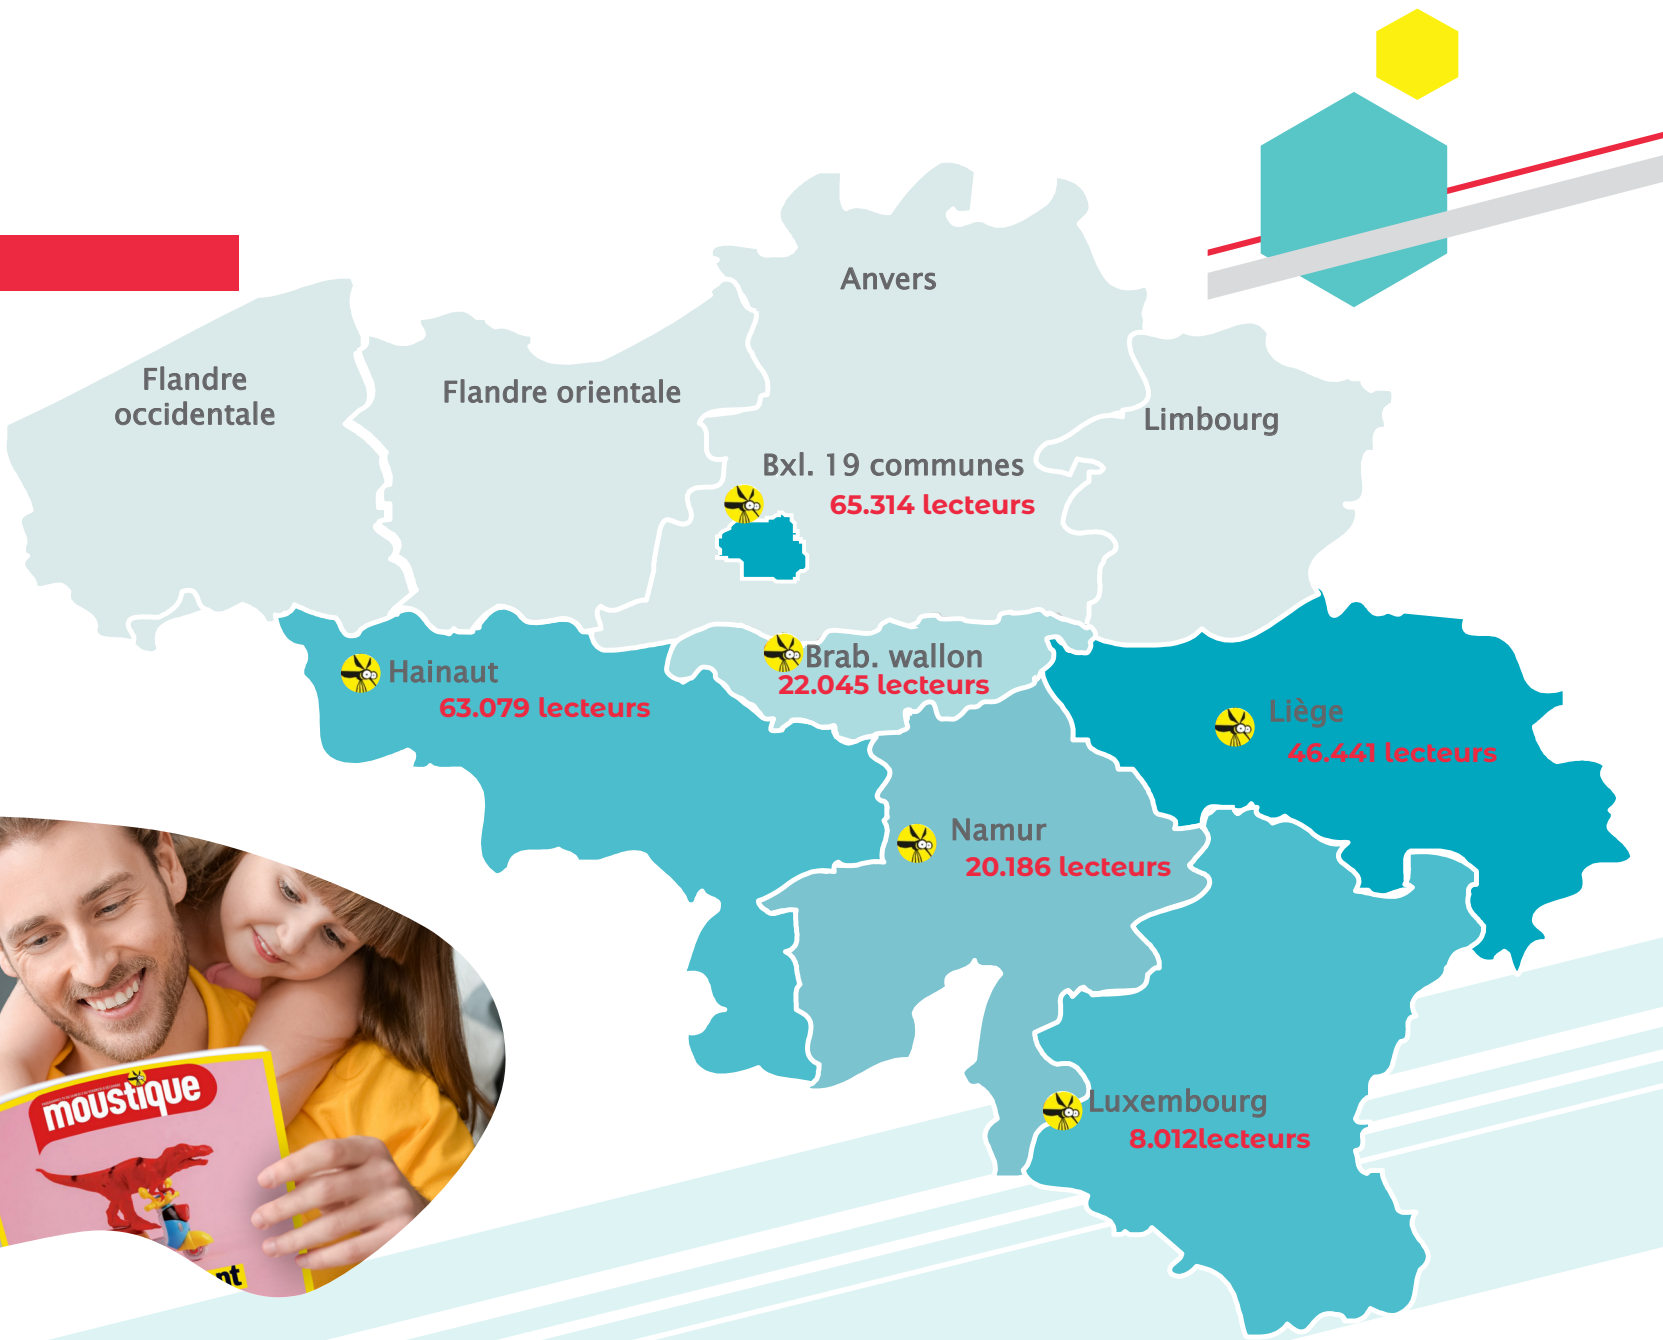 Anvers
Flandre
occidentale
Flandre orientale
Limbourg
Bxl. 19 communes
65.314 lecteurs
Hainaut
63.079 lecteurs
Brab. wallon
22.045 lecteurs
Liège
46.441 lecteurs
Namur
20.186 lecteurs
Luxembourg
8.012lecteurs
moustique